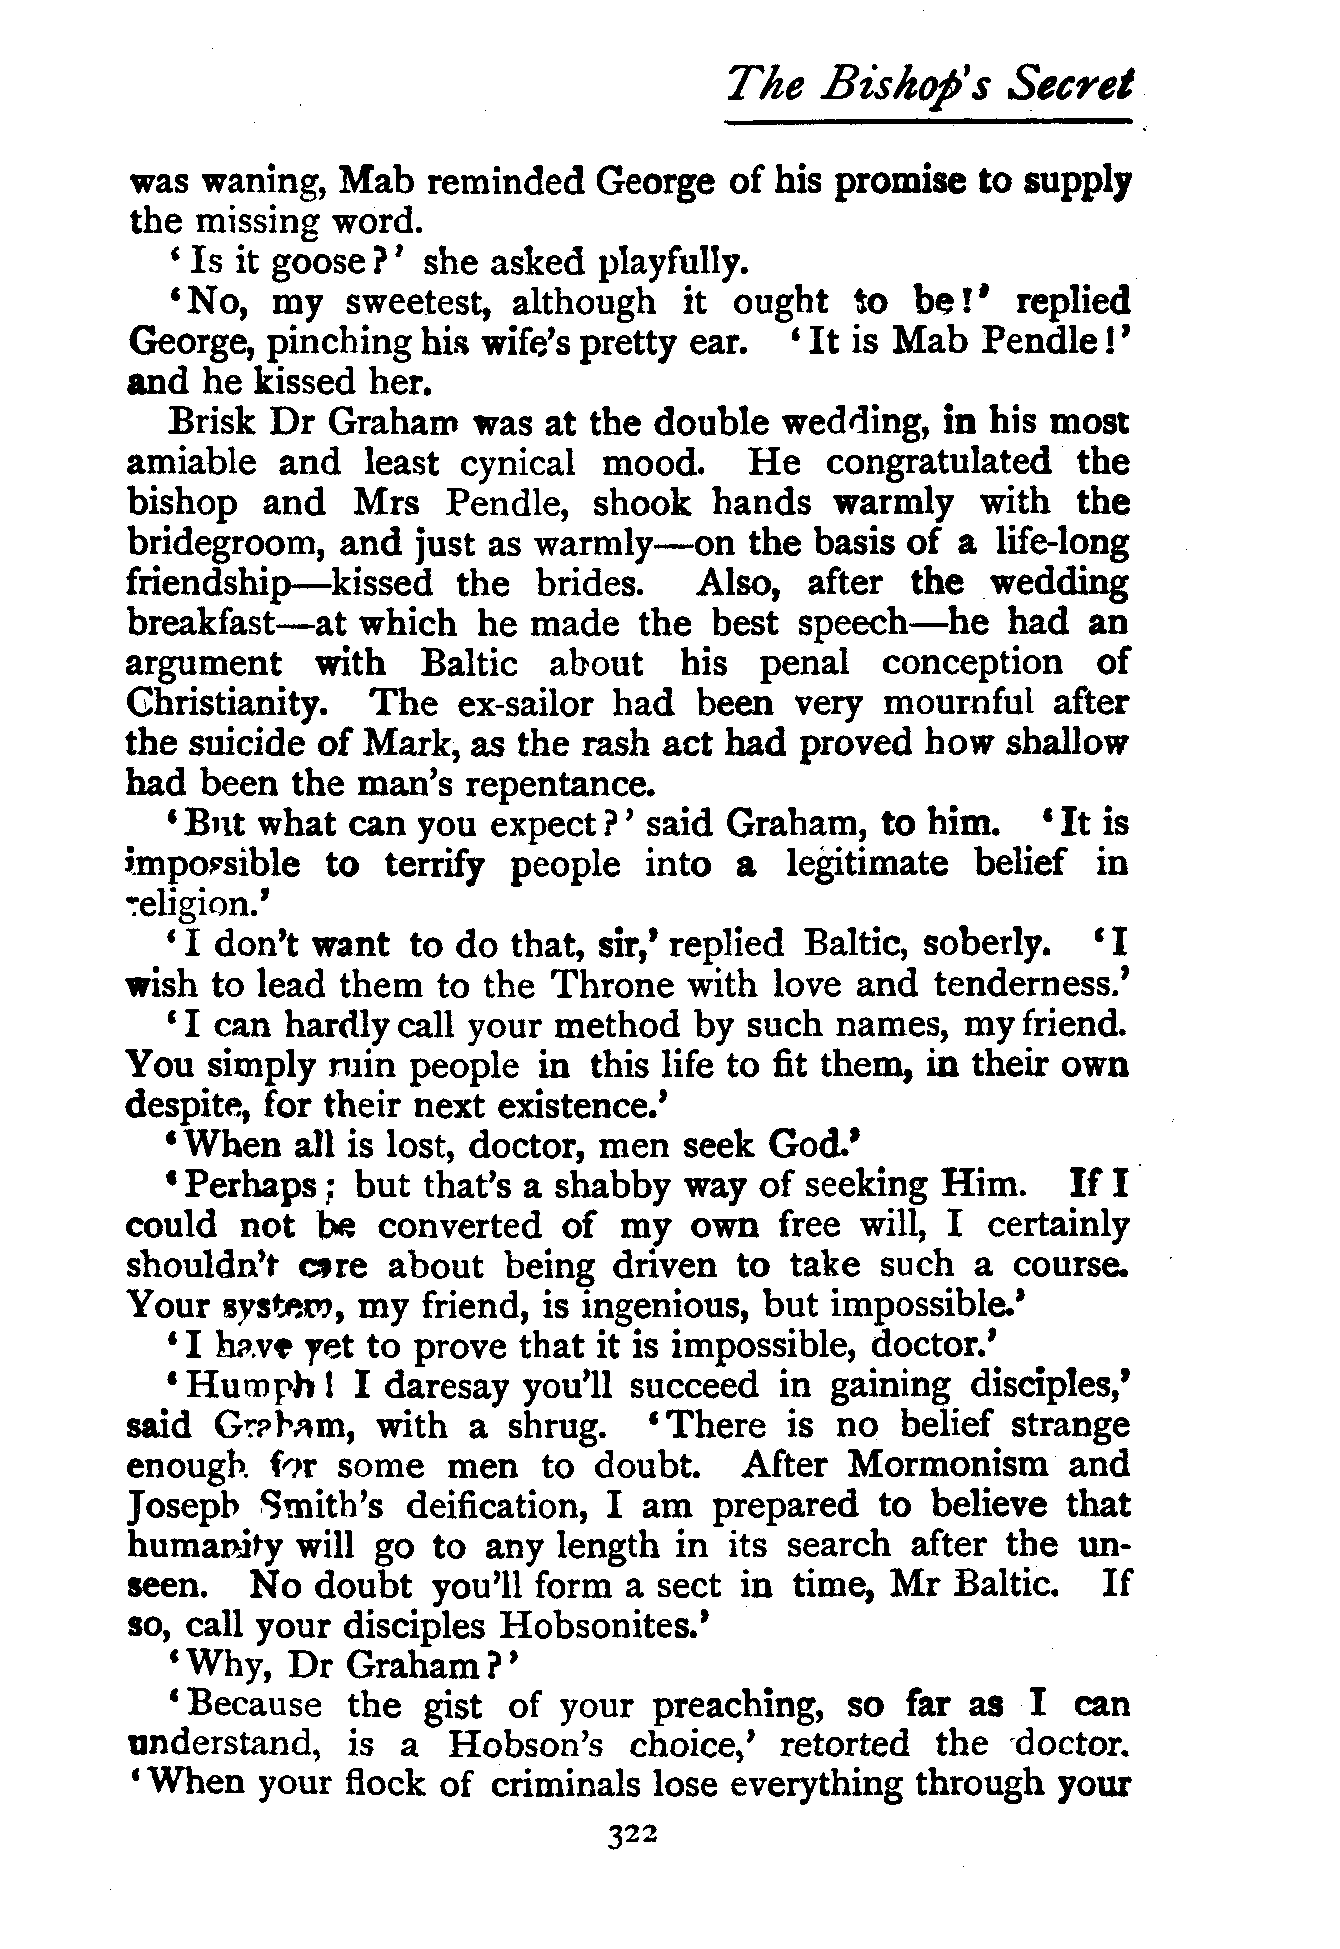 The Bishop's Secret
was waning, Mab reminded George of his promise to supply
the missing word.
‘Is it goose?’ she asked playfully.
‘No, my sweetest, although it ought to be!’ replied
George, pinching his wife's pretty ear. ‘It is Mab Pendle!’
and he kissed her.
Brisk Dr Graham was at the double wedding, in his most
amiable and least cynical mood. He congratulated the
bishop and Mrs Pendle, shook hands warmly with the
bridegroom, and just as warmly—on the basis of a life-long
friendship—kissed the brides. Also, after the wedding
breakfast—at which he made the best speech—he had an
argument with Baltic about his penal conception of
Christianity. The ex-sailor had been very mournful after
the suicide of Mark, as the rash act had proved how shallow
had been the man's repentance.
‘But what can you expect?’ said Graham, to him. ‘It is
impossible to terrify people into a legitimate belief in
religion.’
‘I don't want to do that, sir,’ replied Baltic, soberly. ‘I
wish to lead them to the Throne with love and tenderness.’
‘I can hardly call your method by such names, my friend.
You simply ruin people in this life to fit them, in their own
despite, for their next existence.’
‘When all is lost, doctor, men seek God.’
‘Perhaps; but that's a shabby way of seeking Him. If I
could not be converted of my own free will, I certainly
shouldn't care about being driven to take such a course.
Your system, my friend, is ingenious, but impossible.’
‘I have yet to prove that it is impossible, doctor.’
‘Humph! I daresay you'll succeed in gaining disciples,’
said Graham, with a shrug. ‘There is no belief strange
enough for some men to doubt. After Mormonism and
Joseph Smith's deification, I am prepared to believe that
humanity will go to any length in its search after the un-
seen. No doubt you'll form a sect in time, Mr Baltic. If
so, call your disciples Hobsonites.’
‘Why, Dr Graham?’
‘Because the gist of your preaching, so far as I can
understand, is a Hobson's choice,’ retorted the doctor.
‘When your flock of criminals lose everything through your
322